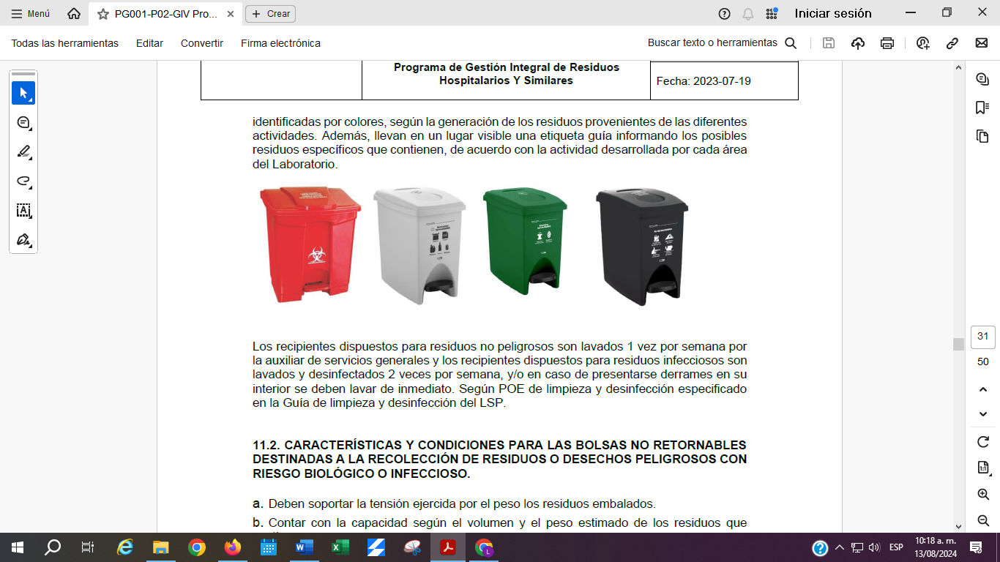 Menú
PG001-P02-GIV Pro...
Crear
Iniciar sesión
Todas las herramientas
Editar
Convertir
Firma electrónica
Buscar texto o herramientas
Programa de Gestión Integral de Residuos
Hospitalarios Y Similares
Fecha: 2023-07-19
identificadas por colores, según la generación de los residuos provenientes de las diferentes
actividades. Además, llevan en un lugar visible una etiqueta guía informando los posibles
residuos específicos que contienen, de acuerdo con la actividad desarrollada por cada área
del Laboratorio.
Los recipientes dispuestos para residuos no peligrosos son lavados 1 vez por semana por
la auxiliar de servicios generales y los recipientes dispuestos para residuos infecciosos son
lavados y desinfectados 2 veces por semana, y/o en caso de presentarse derrames en su
interior se deben lavar de inmediato. Según POE de limpieza y desinfección especificado
en la Guía de limpieza y desinfección del LSP.
11.2. CARACTERÍSTICAS Y CONDICIONES PARA LAS BOLSAS NO RETORNABLES
DESTINADAS A LA RECOLECCIÓN DE RESIDUOS O DESECHOS PELIGROSOS CON
RIESGO BIOLÓGICO O INFECCIOSO.
a. Deben soportar la tensión ejercida por el peso los residuos embalados.
b. Contar con la capacidad según el volumen y el peso estimado de los residuos que
31
50
1:1
ESP
10:18 a. m.
13/08/2024